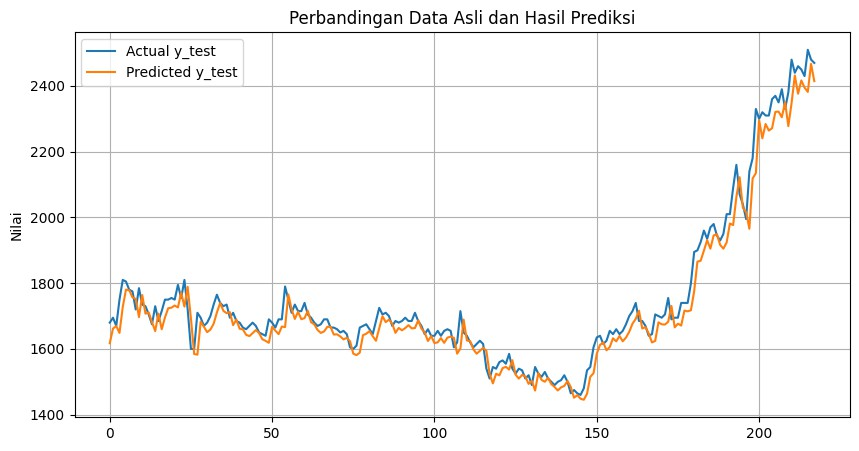 Perbandingan Data Asli dan Hasil Prediksi
Actual y_test
Predicted y_test
Nilai
2400
2200
2000
1800
1600
1400
0 50 100 150 200